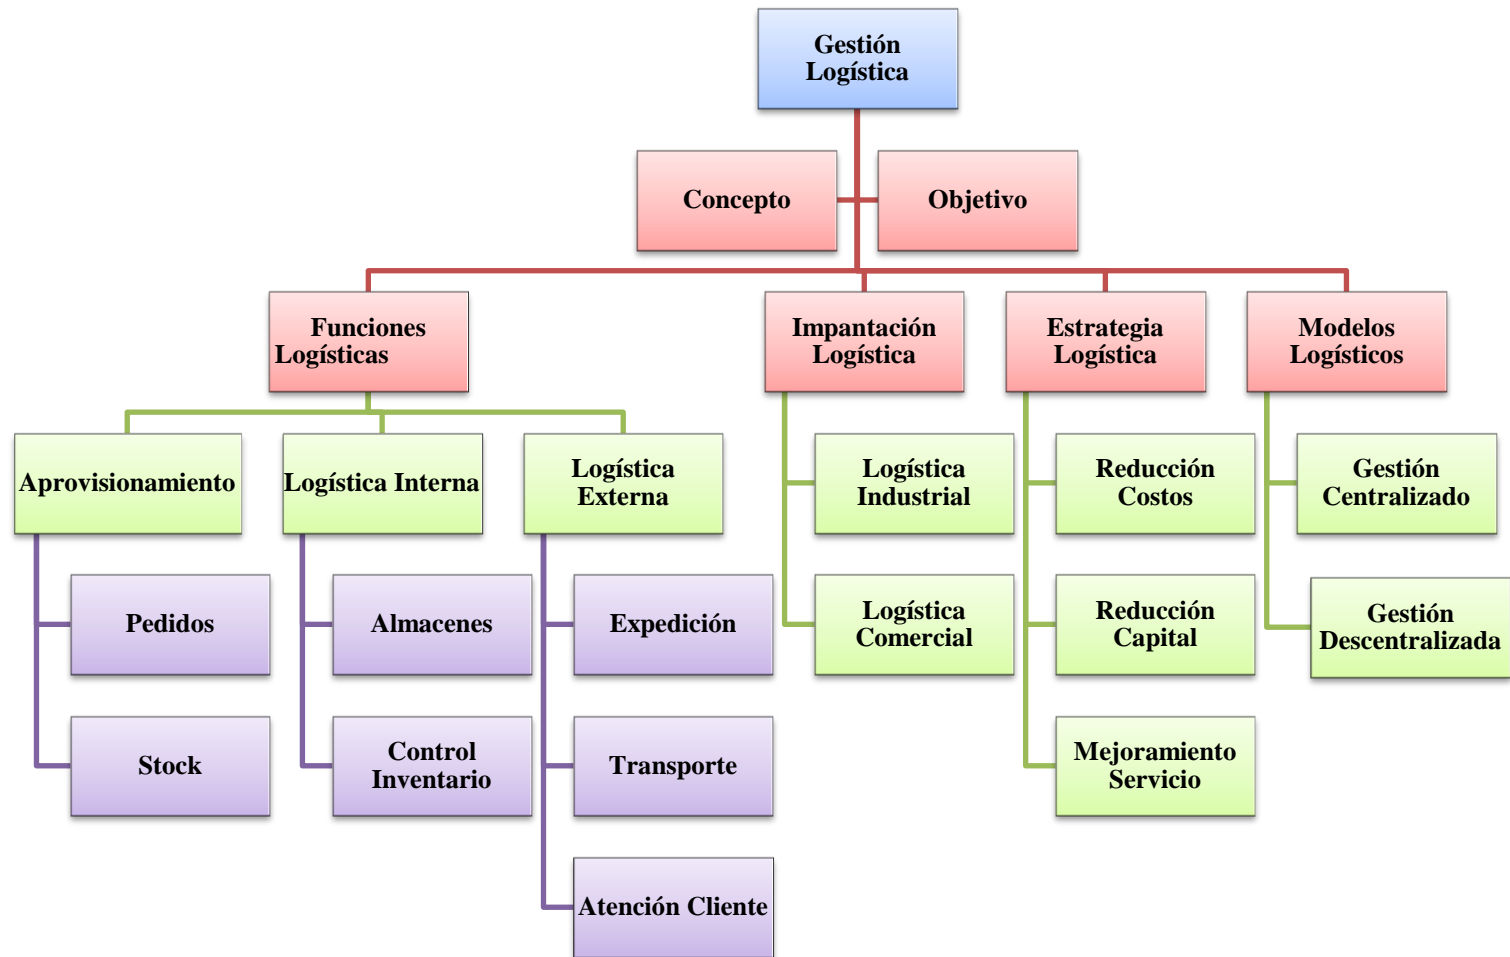 Gestión
Logística
Concepto
Objetivo
Funciones
Logísticas
Impantación
Logística
Estrategia
Logística
Modelos
Logísticos
Aprovisionamiento
Logística Interna
Logística
Externa
Logística
Industrial
Reducción
Costos
Gestión
Centralizado
Pedidos
Almacenes
Expedición
Logística
Comercial
Reducción
Capital
Gestión
Descentralizada
Stock
Control
Inventario
Transporte
Mejoramiento
Servicio
Atención Cliente